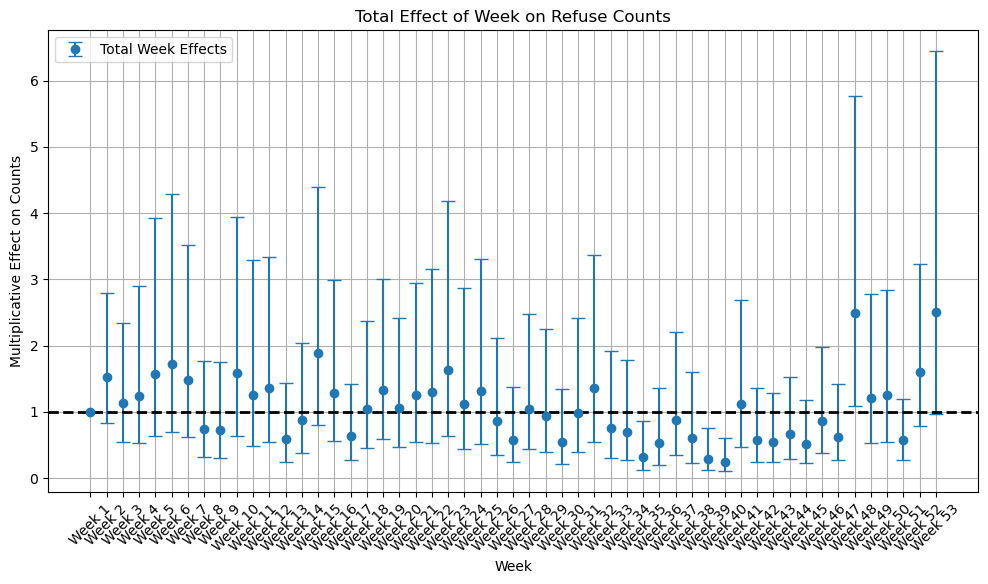 Total Effect of Week on Refuse Counts
Total Week Effects
Multiplicative Effect on Counts
6
5
4
3
2
1
0
Week 1
Week 2
Week 3
Week 4
Week 5
Week 6
Week 7
Week 8
Week 9
Week 10
Week 11
Week 12
Week 13
Week 14
Week 15
Week 16
Week 17
Week 18
Week 19
Week 20
Week 21
Week 22
Week 23
Week 24
Week 25
Week 26
Week 27
Week 28
Week 29
Week 30
Week 31
Week 32
Week 33
Week 34
Week 35
Week 36
Week 37
Week 38
Week 39
Week 40
Week 41
Week 42
Week 43
Week 44
Week 45
Week 46
Week 47
Week 48
Week 49
Week 50
Week 51
Week 52
Week 53
Week